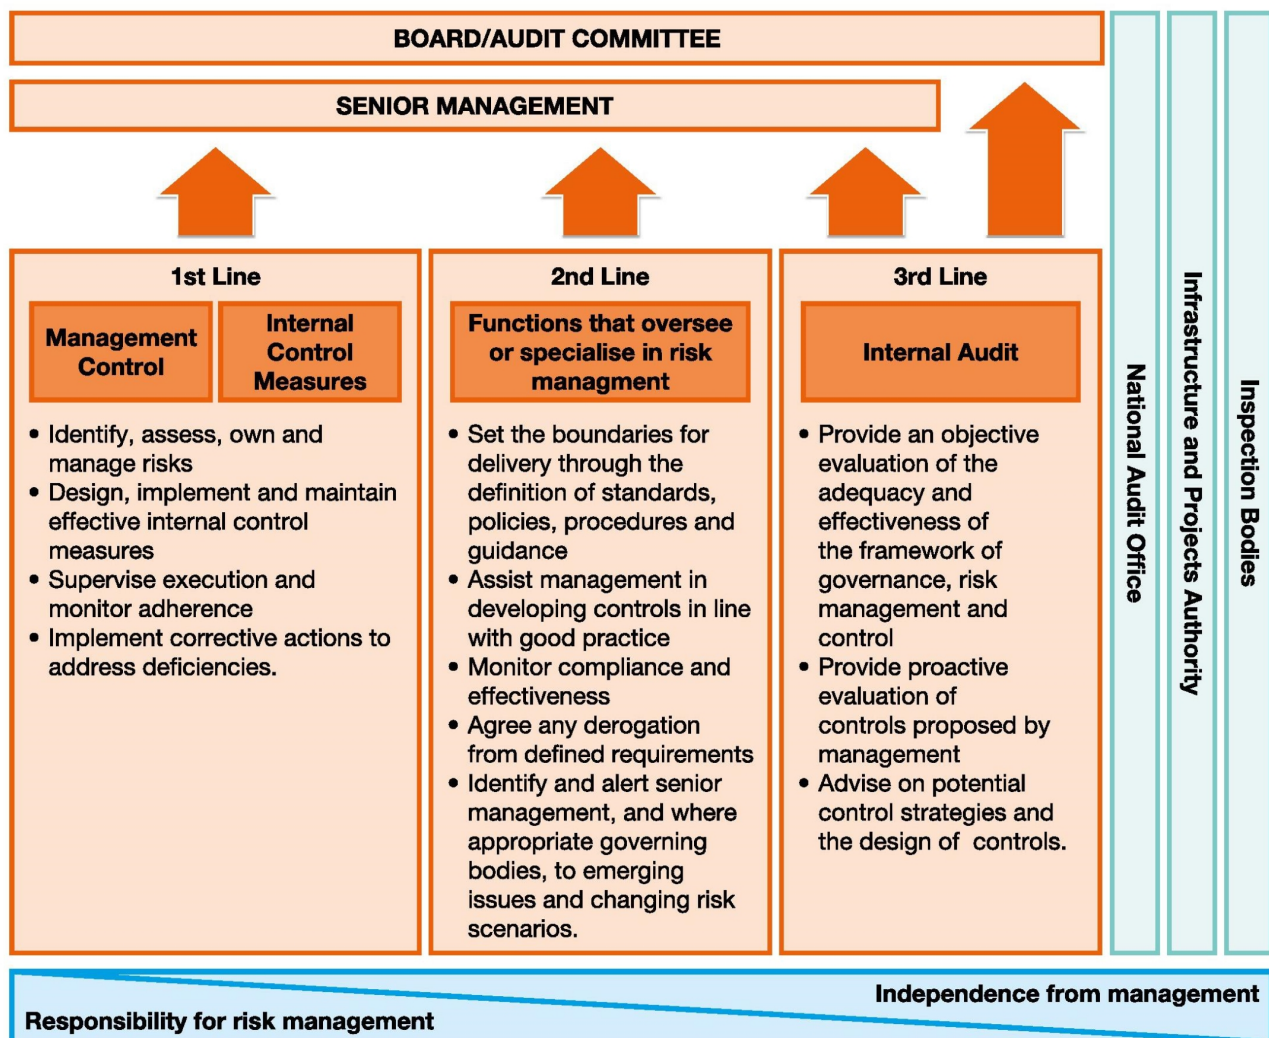 BOARD/AUDIT COMMITTEE
SENIOR MANAGEMENT
1st Line
Management
Control
Internal
Control
Measures
• Identify, assess, own and
manage risks
• Design, implement and maintain
effective internal control
measures
• Supervise execution and
monitor adherence
• Implement corrective actions to
address deficiencies.
2nd Line
Functions that oversee
or specialise in risk
managment
• Set the boundaries for
delivery through the
definition of standards,
policies, procedures and
guidance
• Assist management in
developing controls in line
with good practice
• Monitor compliance and
effectiveness
• Agree any derogation
from defined requirements
• Identify and alert senior
management, and where
appropriate governing
bodies, to emerging
issues and changing risk
scenarios.
3rd Line
Internal Audit
• Provide an objective
evaluation of the
adequacy and
effectiveness of
the framework of
governance, risk
management and
control
• Provide proactive
evaluation of
controls proposed by
management
• Advise on potential
control strategies and
the design of controls.
National Audit Office
Infrastructure and Projects Authority
Inspection Bodies
Independence from management
Responsibility for risk management